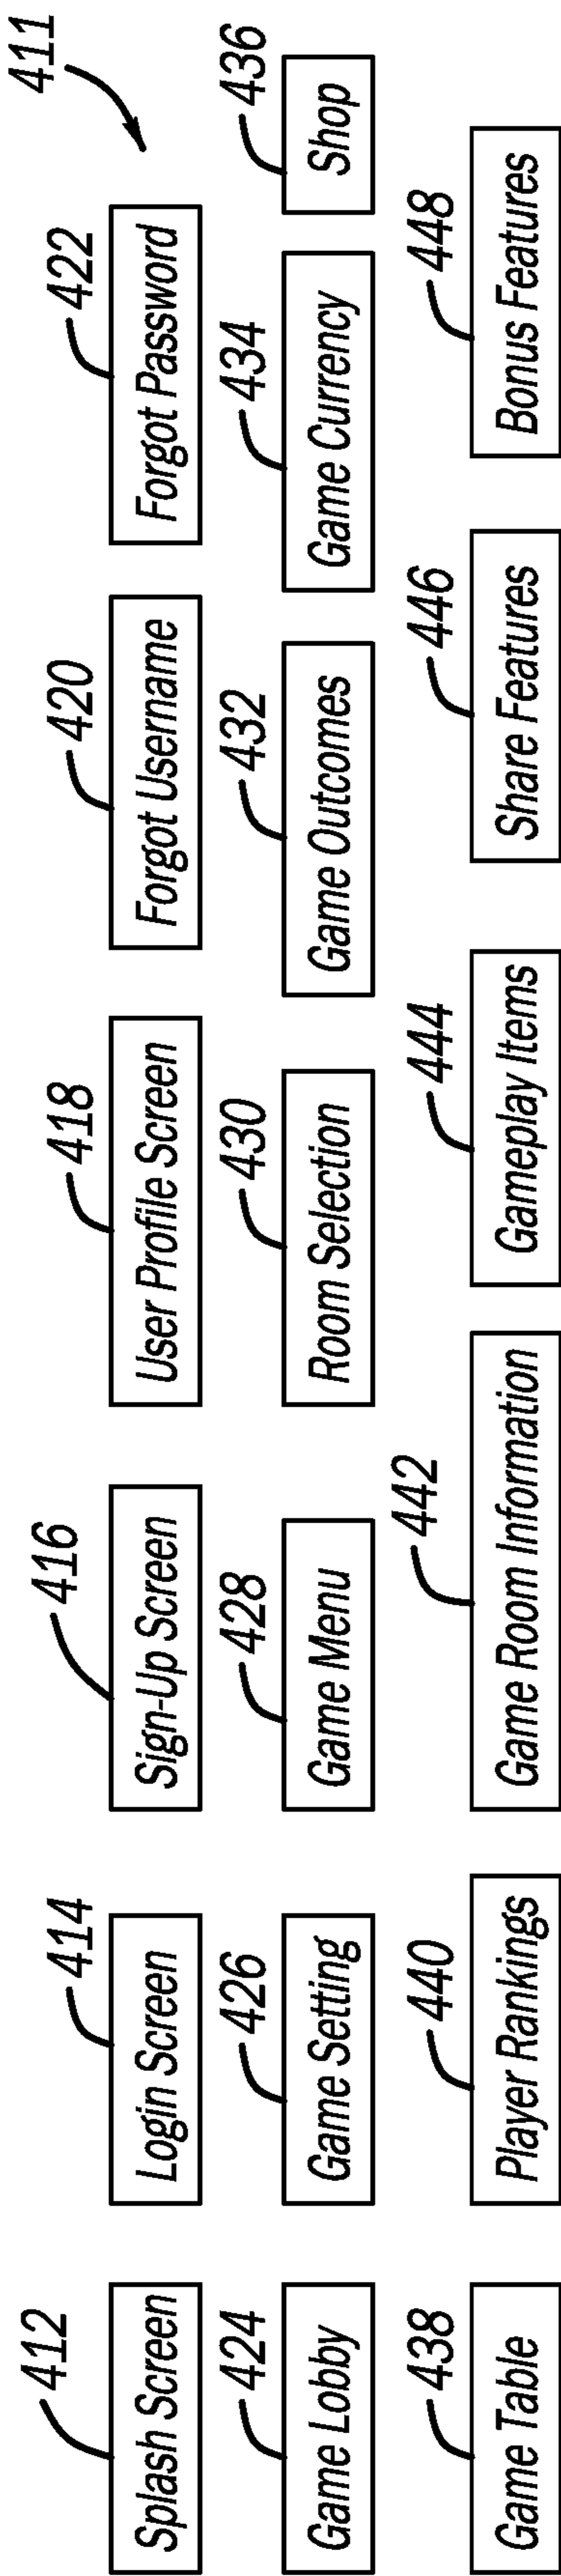 411
412 414 416 418 420 422
Splash Screen Login Screen Sign-Up Screen User Profile Screen Forgot Username Forgot Password
424 426 428 430 432 434 436
Game Lobby Game Setting Game Menu Room Selection Game Outcomes Game Currency Shop
438 440 442 444 446 448
Game Table Player Rankings Game Room Information Gameplay Items Share Features Bonus Features